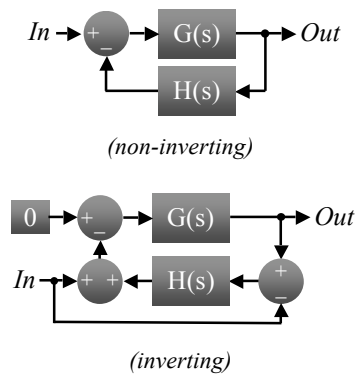 In + − G(s) Out
H(s)
(non-inverting)
0 + − G(s) Out
In + + H(s) + −
(inverting)